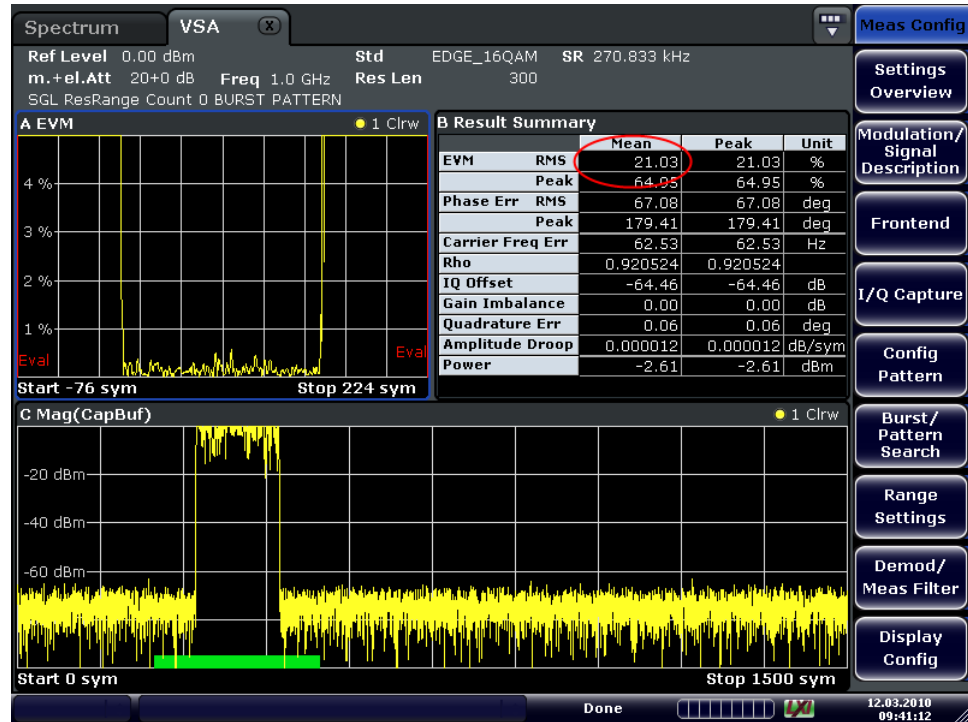 Spectrum
VSA
X
Ref Level 0.00 dBm Std EDGE_16QAM SR 270.833 kHz
m.+el.Att 20+0 dB Freq 1.0 GHz Res Len 300
SGL ResRange Count 0 BURST PATTERN
A EVM
1 Clrw
4 %
3 %
2 %
1 %
Eval
Eval
Start -76 sym
Stop 224 sym
B Result Summary
Mean Peak Unit
EVM RMS 21.03 21.03 %
Peak 64.95 64.95 %
Phase Err RMS 67.08 67.08 deg
Peak 179.41 179.41 deg
Carrier Freq Err 62.53 62.53 Hz
Rho 0.920524 0.920524
IQ Offset -64.46 -64.46 dB
Gain Imbalance 0.00 0.00 dB
Quadrature Err 0.06 0.06 deg
Amplitude Droop 0.000012 0.000012 dB/sym
Power -2.61 -2.61 dBm
C Mag(CapBuf)
1 Clrw
-20 dBm
-40 dBm
-60 dBm
Start 0 sym
Stop 1500 sym
Done
LXI
12.03.2010
09:41:12
Meas Config
Settings
Overview
Modulation/
Signal
Description
Frontend
I/Q Capture
Config
Pattern
Burst/
Pattern
Search
Range
Settings
Demod/
Meas Filter
Display
Config